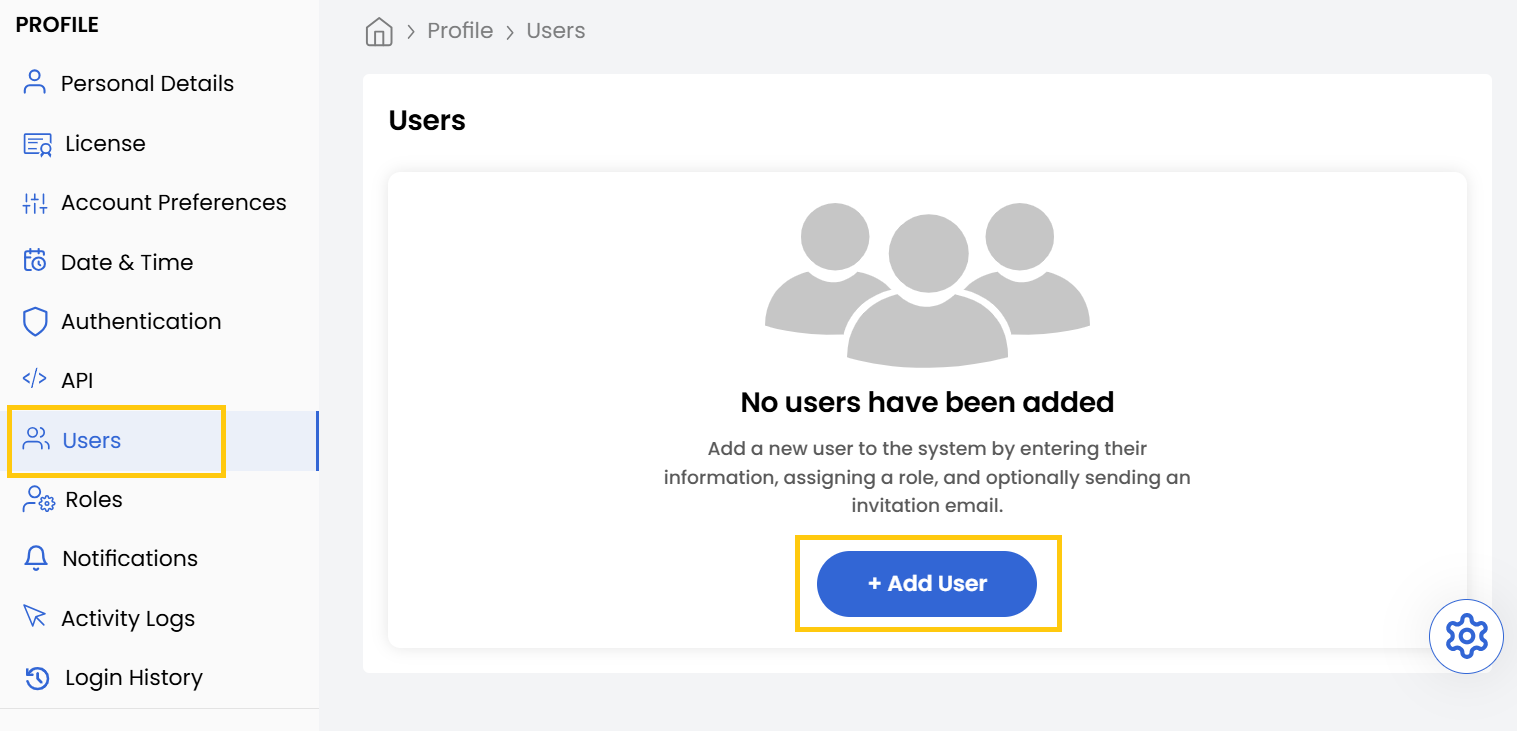 PROFILE
Personal Details
License
Account Preferences
Date & Time
Authentication
API
Users
Roles
Notifications
Activity Logs
Login History
Profile > Users
Users
No users have been added
Add a new user to the system by entering their
information, assigning a role, and optionally sending an
invitation email.
+ Add User